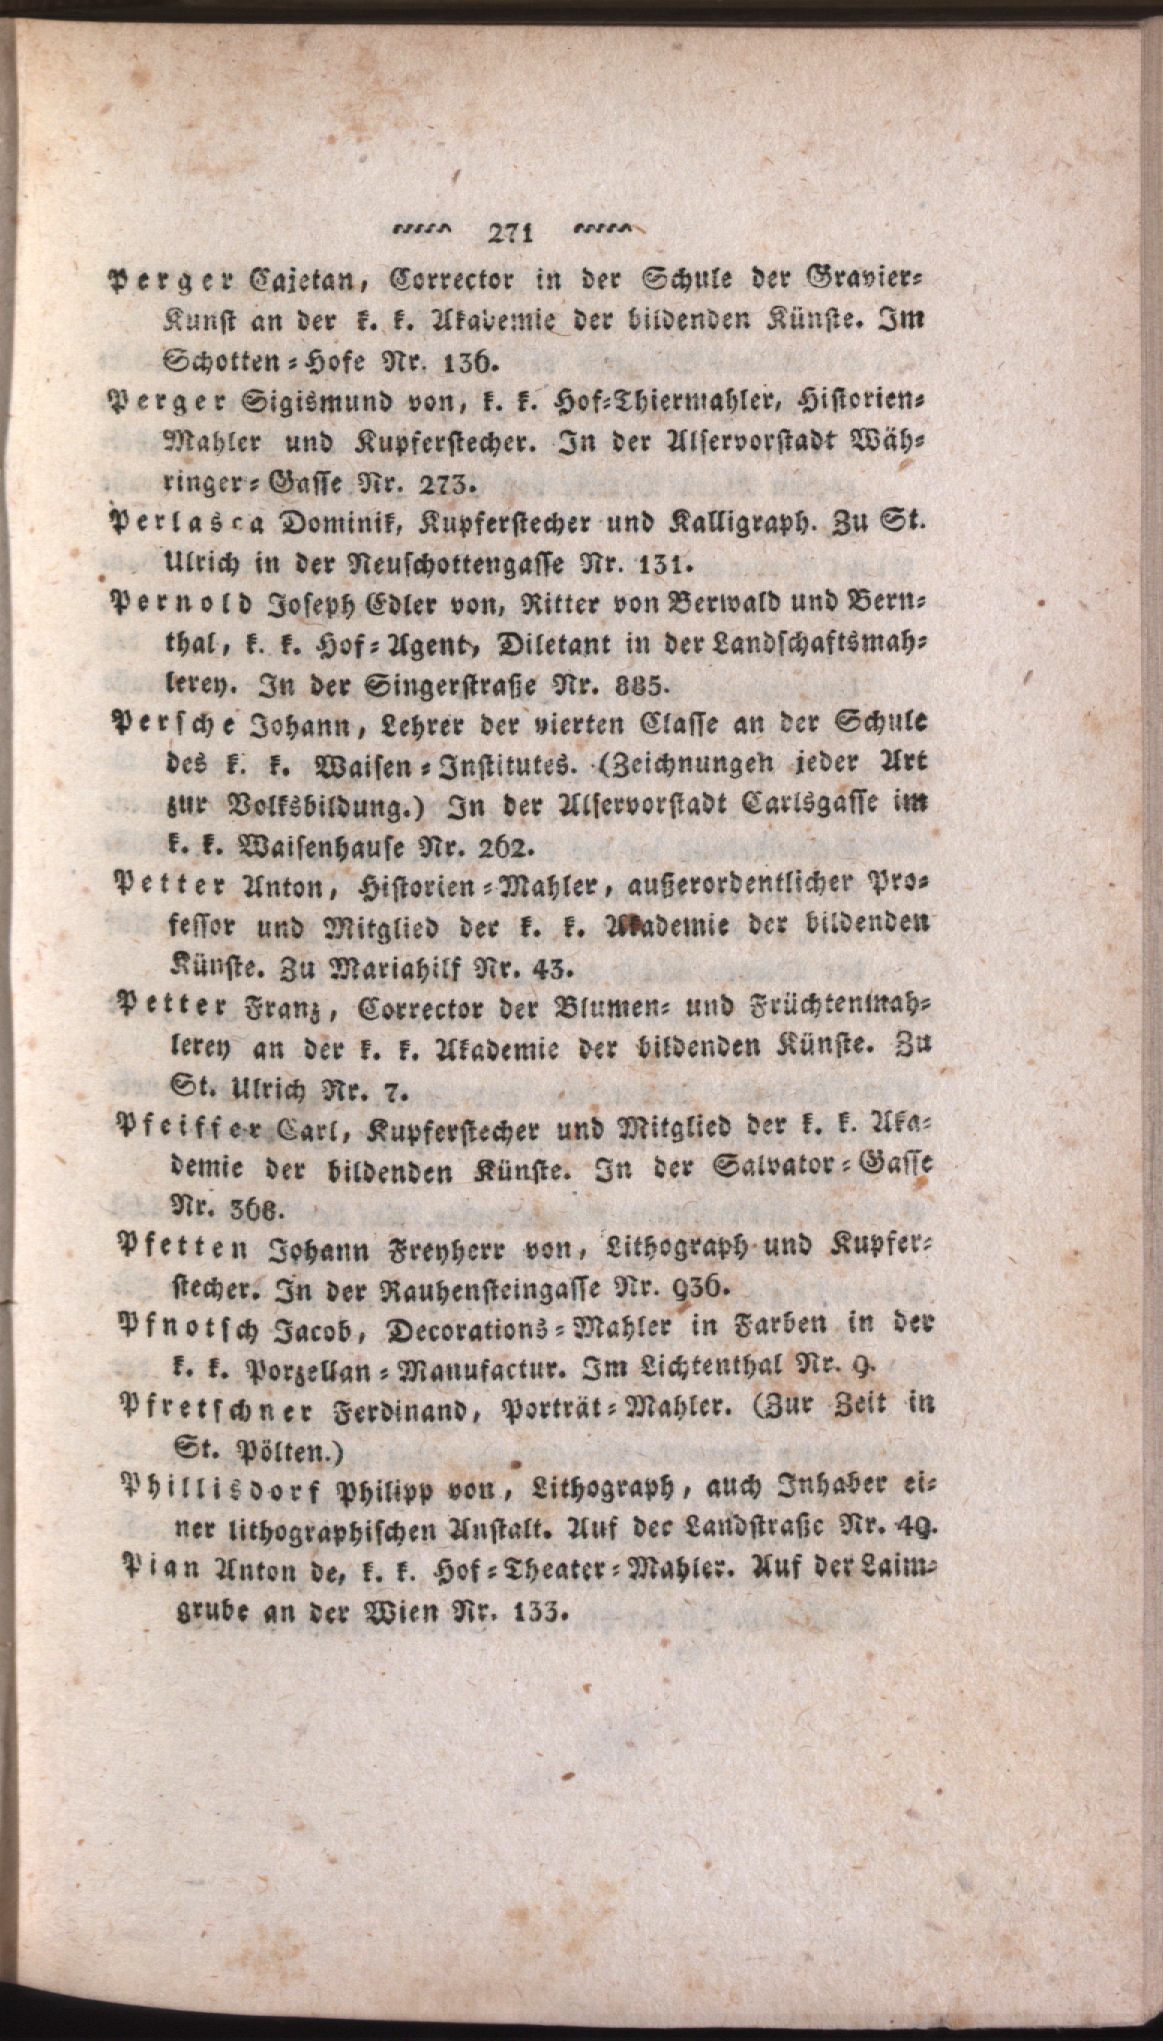 271
Perger Cajetan, Corrector in der Schule der Gravier-
Kunst an der k. k. Akademie der bildenden Künste. Im
Schotten-Hofe Nr. 136.
Perger Sigismund von, k. k. Hof-Thiermahler, Historien-
Mahler und Kupferstecher. In der Alservorstadt Wäh-
ringer-Gasse Nr. 273.
Perlasca Dominik, Kupferstecher und Kalligraph. Zu St.
Ulrich in der Neuschottengasse Nr. 131.
Pernold Joseph Edler von, Ritter von Berwald und Bern-
thal, k. k. Hof-Agent, Diletant in der Landschaftsmah-
lerey. In der Singerstraße Nr. 885.
Persche Johann, Lehrer der vierten Classe an der Schule
des k. k. Waisen-Institutes. (Zeichnungen jeder Art
zur Volksbildung.) In der Alservorstadt Carlsgasse im
k. k. Waisenhause Nr. 262.
Petter Anton, Historien-Mahler, außerordentlicher Pro-
fessor und Mitglied der k. k. Akademie der bildenden
Künste. Zu Mariahilf Nr. 43.
Petter Franz, Corrector der Blumen- und Früchtenmah-
lerey an der k. k. Akademie der bildenden Künste. Zu
St. Ulrich Nr. 7.
Pfeiffer Carl, Kupferstecher und Mitglied der k. k. Aka-
demie der bildenden Künste. In der Salvator-Gasse
Nr. 368.
Pfetten Johann Freyherr von, Lithograph und Kupfer-
stecher. In der Rauhensteingasse Nr. 936.
Pfnotsch Jacob, Decorations-Mahler in Farben in der
k. k. Porzellan-Manufactur. Im Lichtenthal Nr. 9.
Pfretschner Ferdinand, Porträt-Mahler. (Zur Zeit in
St. Pölten.)
Phillisdorf Philipp von, Lithograph, auch Inhaber ei-
ner lithographischen Anstalt. Auf der Landstraße Nr. 49.
Pian Anton de, k. k. Hof-Theater-Mahler. Auf der Laim-
grube an der Wien Nr. 133.